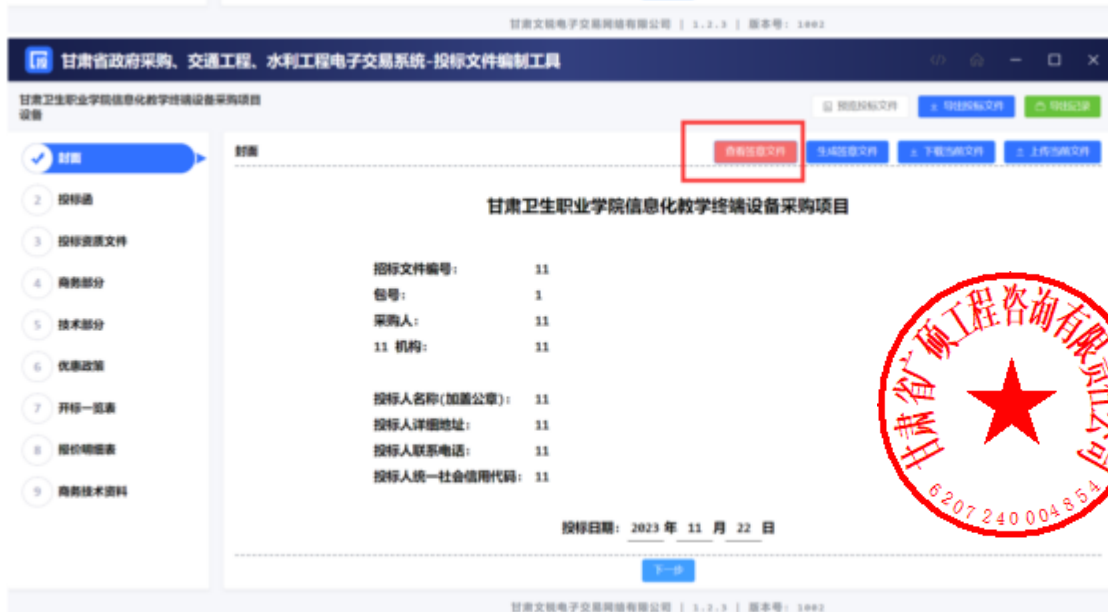 甘肃文锐电子交易网络有限公司 | 1.2.3 | 版本号: 1002
投 甘肃省政府采购、交通工程、水利工程电子交易系统-投标文件编制工具
甘肃卫生职业学院信息化教学终端设备采购项目
设备
预览投标文件 导出投标文件 导出记录
封面
查看签章文件 生成签章文件 下载当前文件 上传当前文件
封面
2 投标函
3 投标资质文件
4 商务部分
5 技术部分
6 优惠政策
7 开标一览表
8 报价明细表
9 商务技术资料
甘肃卫生职业学院信息化教学终端设备采购项目
招标文件编号: 11
包号: 1
采购人: 11
11 机构: 11
投标人名称(加盖公章): 11
投标人详细地址: 11
投标人联系电话: 11
投标人统一社会信用代码: 11
投标日期: 2023 年 11 月 22 日
下一步
甘肃省广硕工程咨询有限责任公司
6207240004854
甘肃文锐电子交易网络有限公司 | 1.2.3 | 版本号: 1002